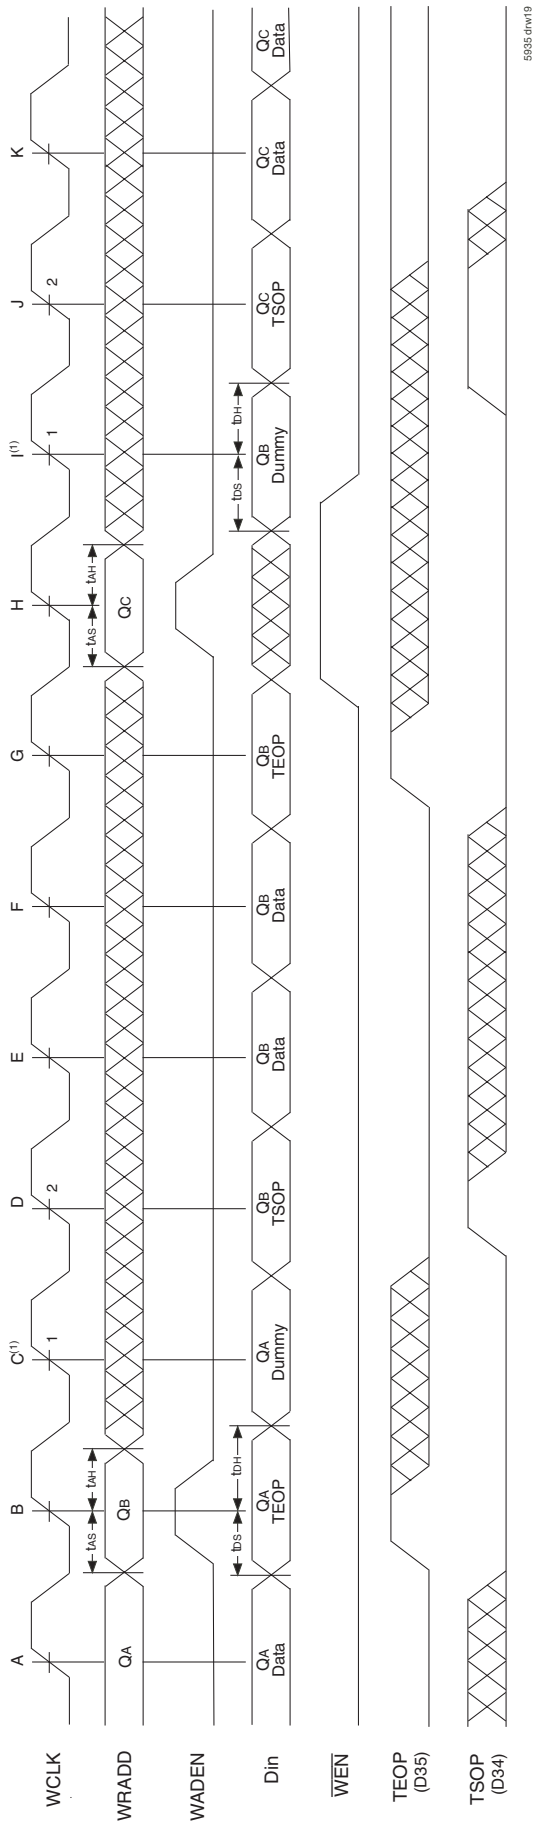 A B C(1) D E F G H I(1) J K
WCLK 1 2 1 2
tAS tAH tAS tAH
WRADD QA QB QC
WADEN
tDS tDH tDS tDH
Din QA Data QA TEOP QA Dummy QB TSOP QB Data QB Data QB TEOP QB Dummy QC TSOP QC Data QC Data
WEN
TEOP (D35)
TSOP (D34)
5935 drw19